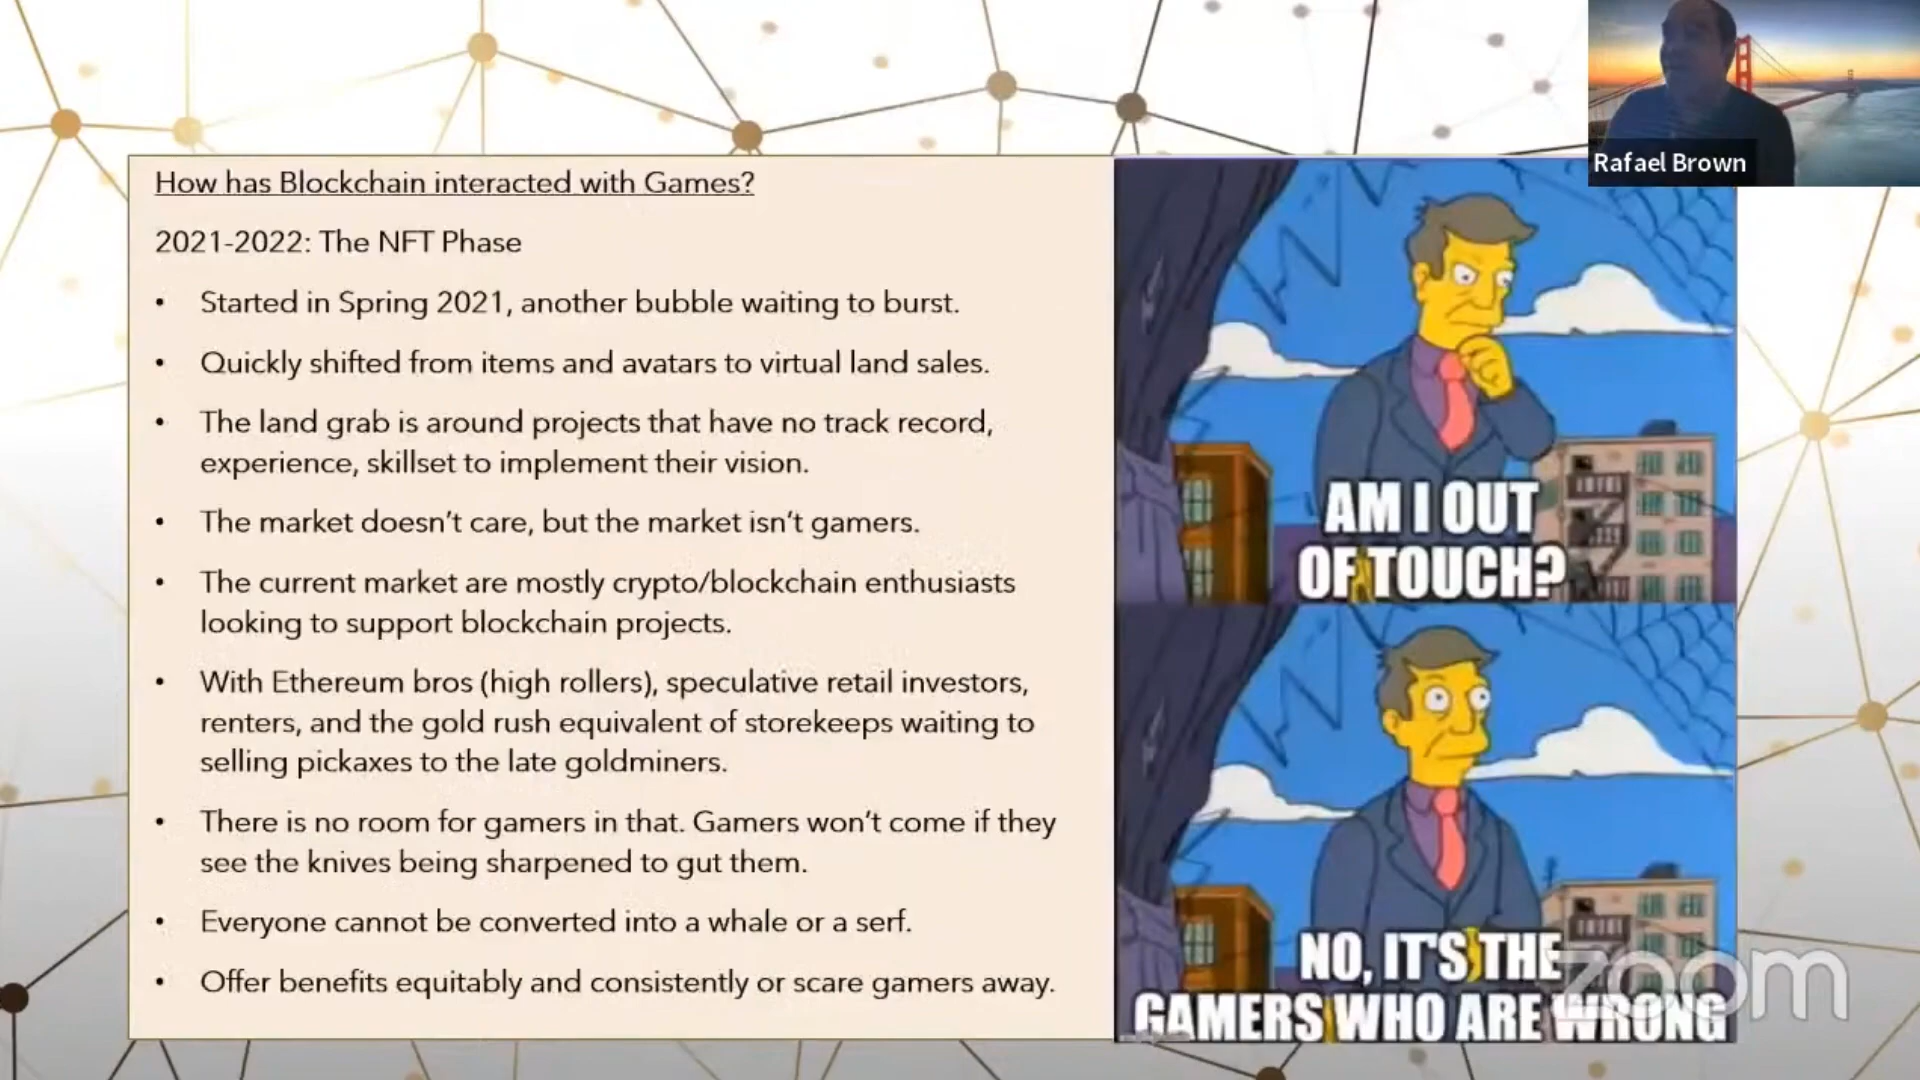 Rafael Brown
How has Blockchain interacted with Games?
2021-2022: The NFT Phase
• Started in Spring 2021, another bubble waiting to burst.
• Quickly shifted from items and avatars to virtual land sales.
• The land grab is around projects that have no track record,
experience, skillset to implement their vision.
• The market doesn't care, but the market isn't gamers.
• The current market are mostly crypto/blockchain enthusiasts
looking to support blockchain projects.
• With Ethereum bros (high rollers), speculative retail investors,
renters, and the gold rush equivalent of storekeeps waiting to
selling pickaxes to the late goldminers.
• There is no room for gamers in that. Gamers won't come if they
see the knives being sharpened to gut them.
• Everyone cannot be converted into a whale or a serf.
• Offer benefits equitably and consistently or scare gamers away.
AM I OUT
OF TOUCH?
NO, IT'S THE
GAMERS WHO ARE WRONG
zoom